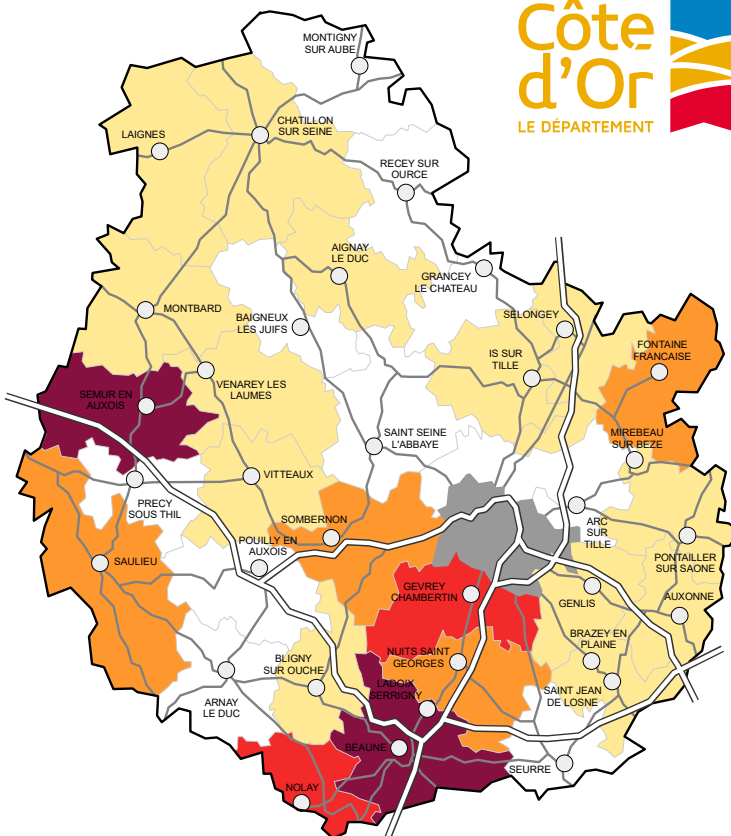 Côte
d'Or
LE DÉPARTEMENT
MONTIGNY
SUR AUBE
CHATILLON
SUR SEINE
LAIGNES
RECEY SUR
OURCE
AIGNAY
LE DUC
GRANCEY
LE CHATEAU
MONTBARD
BAIGNEUX
LES JUIFS
SELONGEY
IS SUR
TILLE
FONTAINE
FRANCAISE
SEMUR EN
AUXOIS
VENAREY LES
LAUMES
SAINT SEINE
L'ABBAYE
MIREBEAU
SUR BEZE
VITTEAUX
PRECY
SOUS THIL
SOMBERNON
POUILLY EN
AUXOIS
ARC
SUR
TILLE
SAULIEU
PONTAILLER
SUR SAONE
GEVREY
CHAMBERTIN
GENLIS
AUXONNE
BRAZEY EN
PLAINE
NUITS SAINT
GEORGES
BLIGNY
SUR OUCHE
LADOIX
SERRIGNY
SAINT JEAN
DE LOSNE
ARNAY
LE DUC
BEAUNE
SEURRE
NOLAY